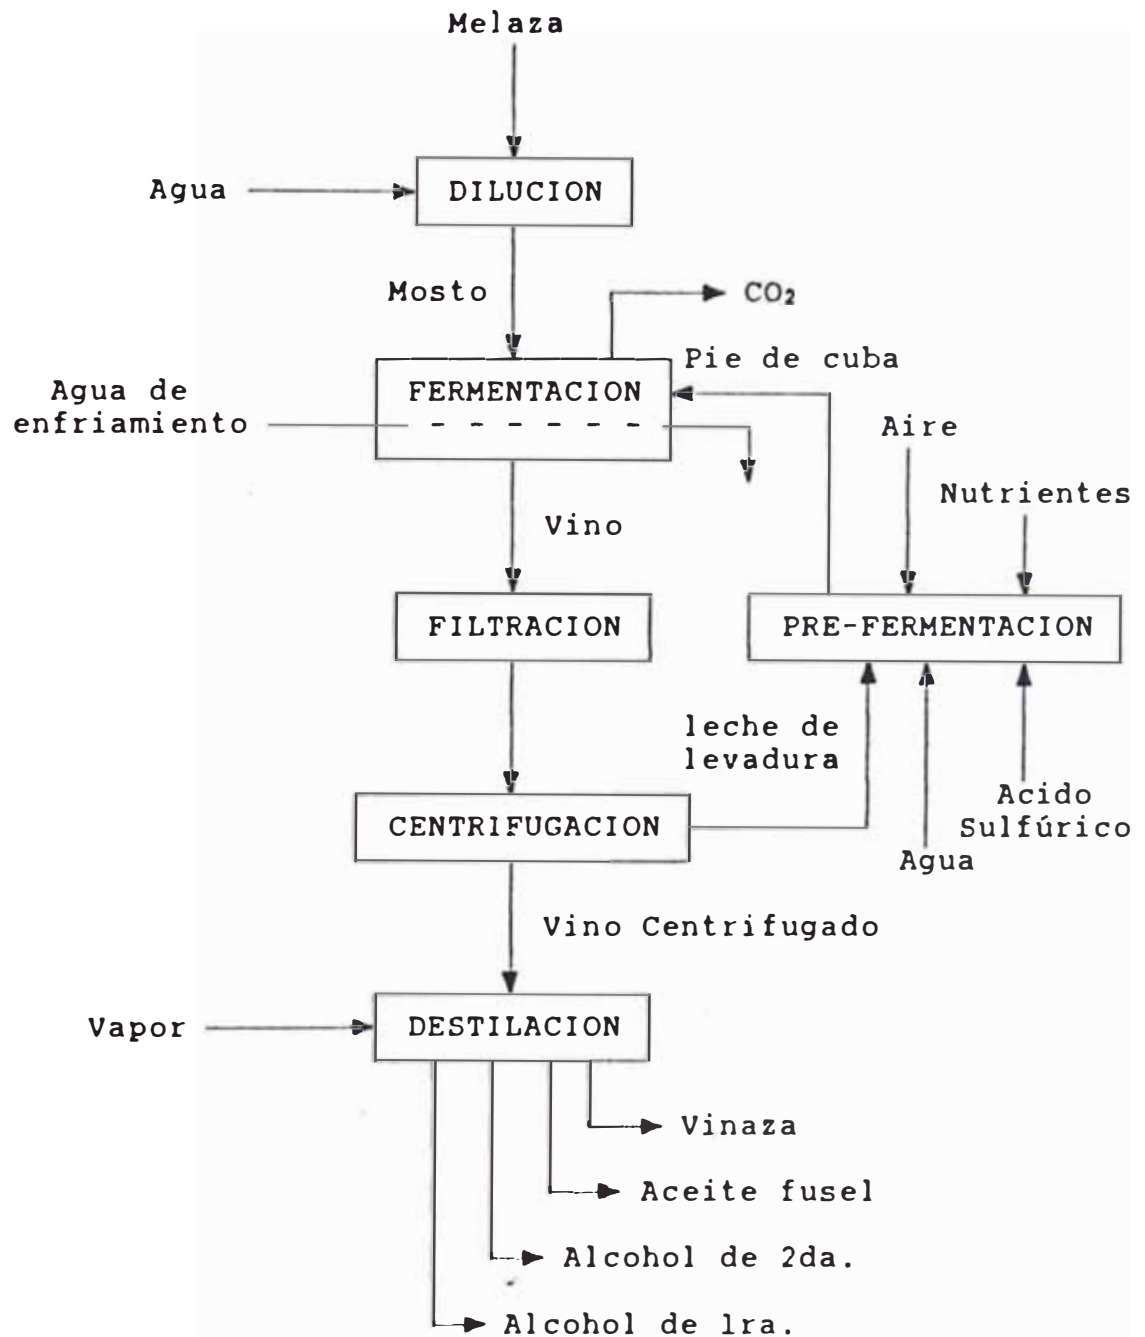 Melaza
Agua
DILUCION
Mosto
CO₂
Pie de cuba
Agua de
enfriamiento
FERMENTACION
Aire
Nutrientes
Vino
FILTRACION
PRE-FERMENTACION
leche de
levadura
Acido
Sulfúrico
Agua
CENTRIFUGACION
Vino Centrifugado
Vapor
DESTILACION
Vinaza
Aceite fusel
Alcohol de 2da.
Alcohol de 1ra.